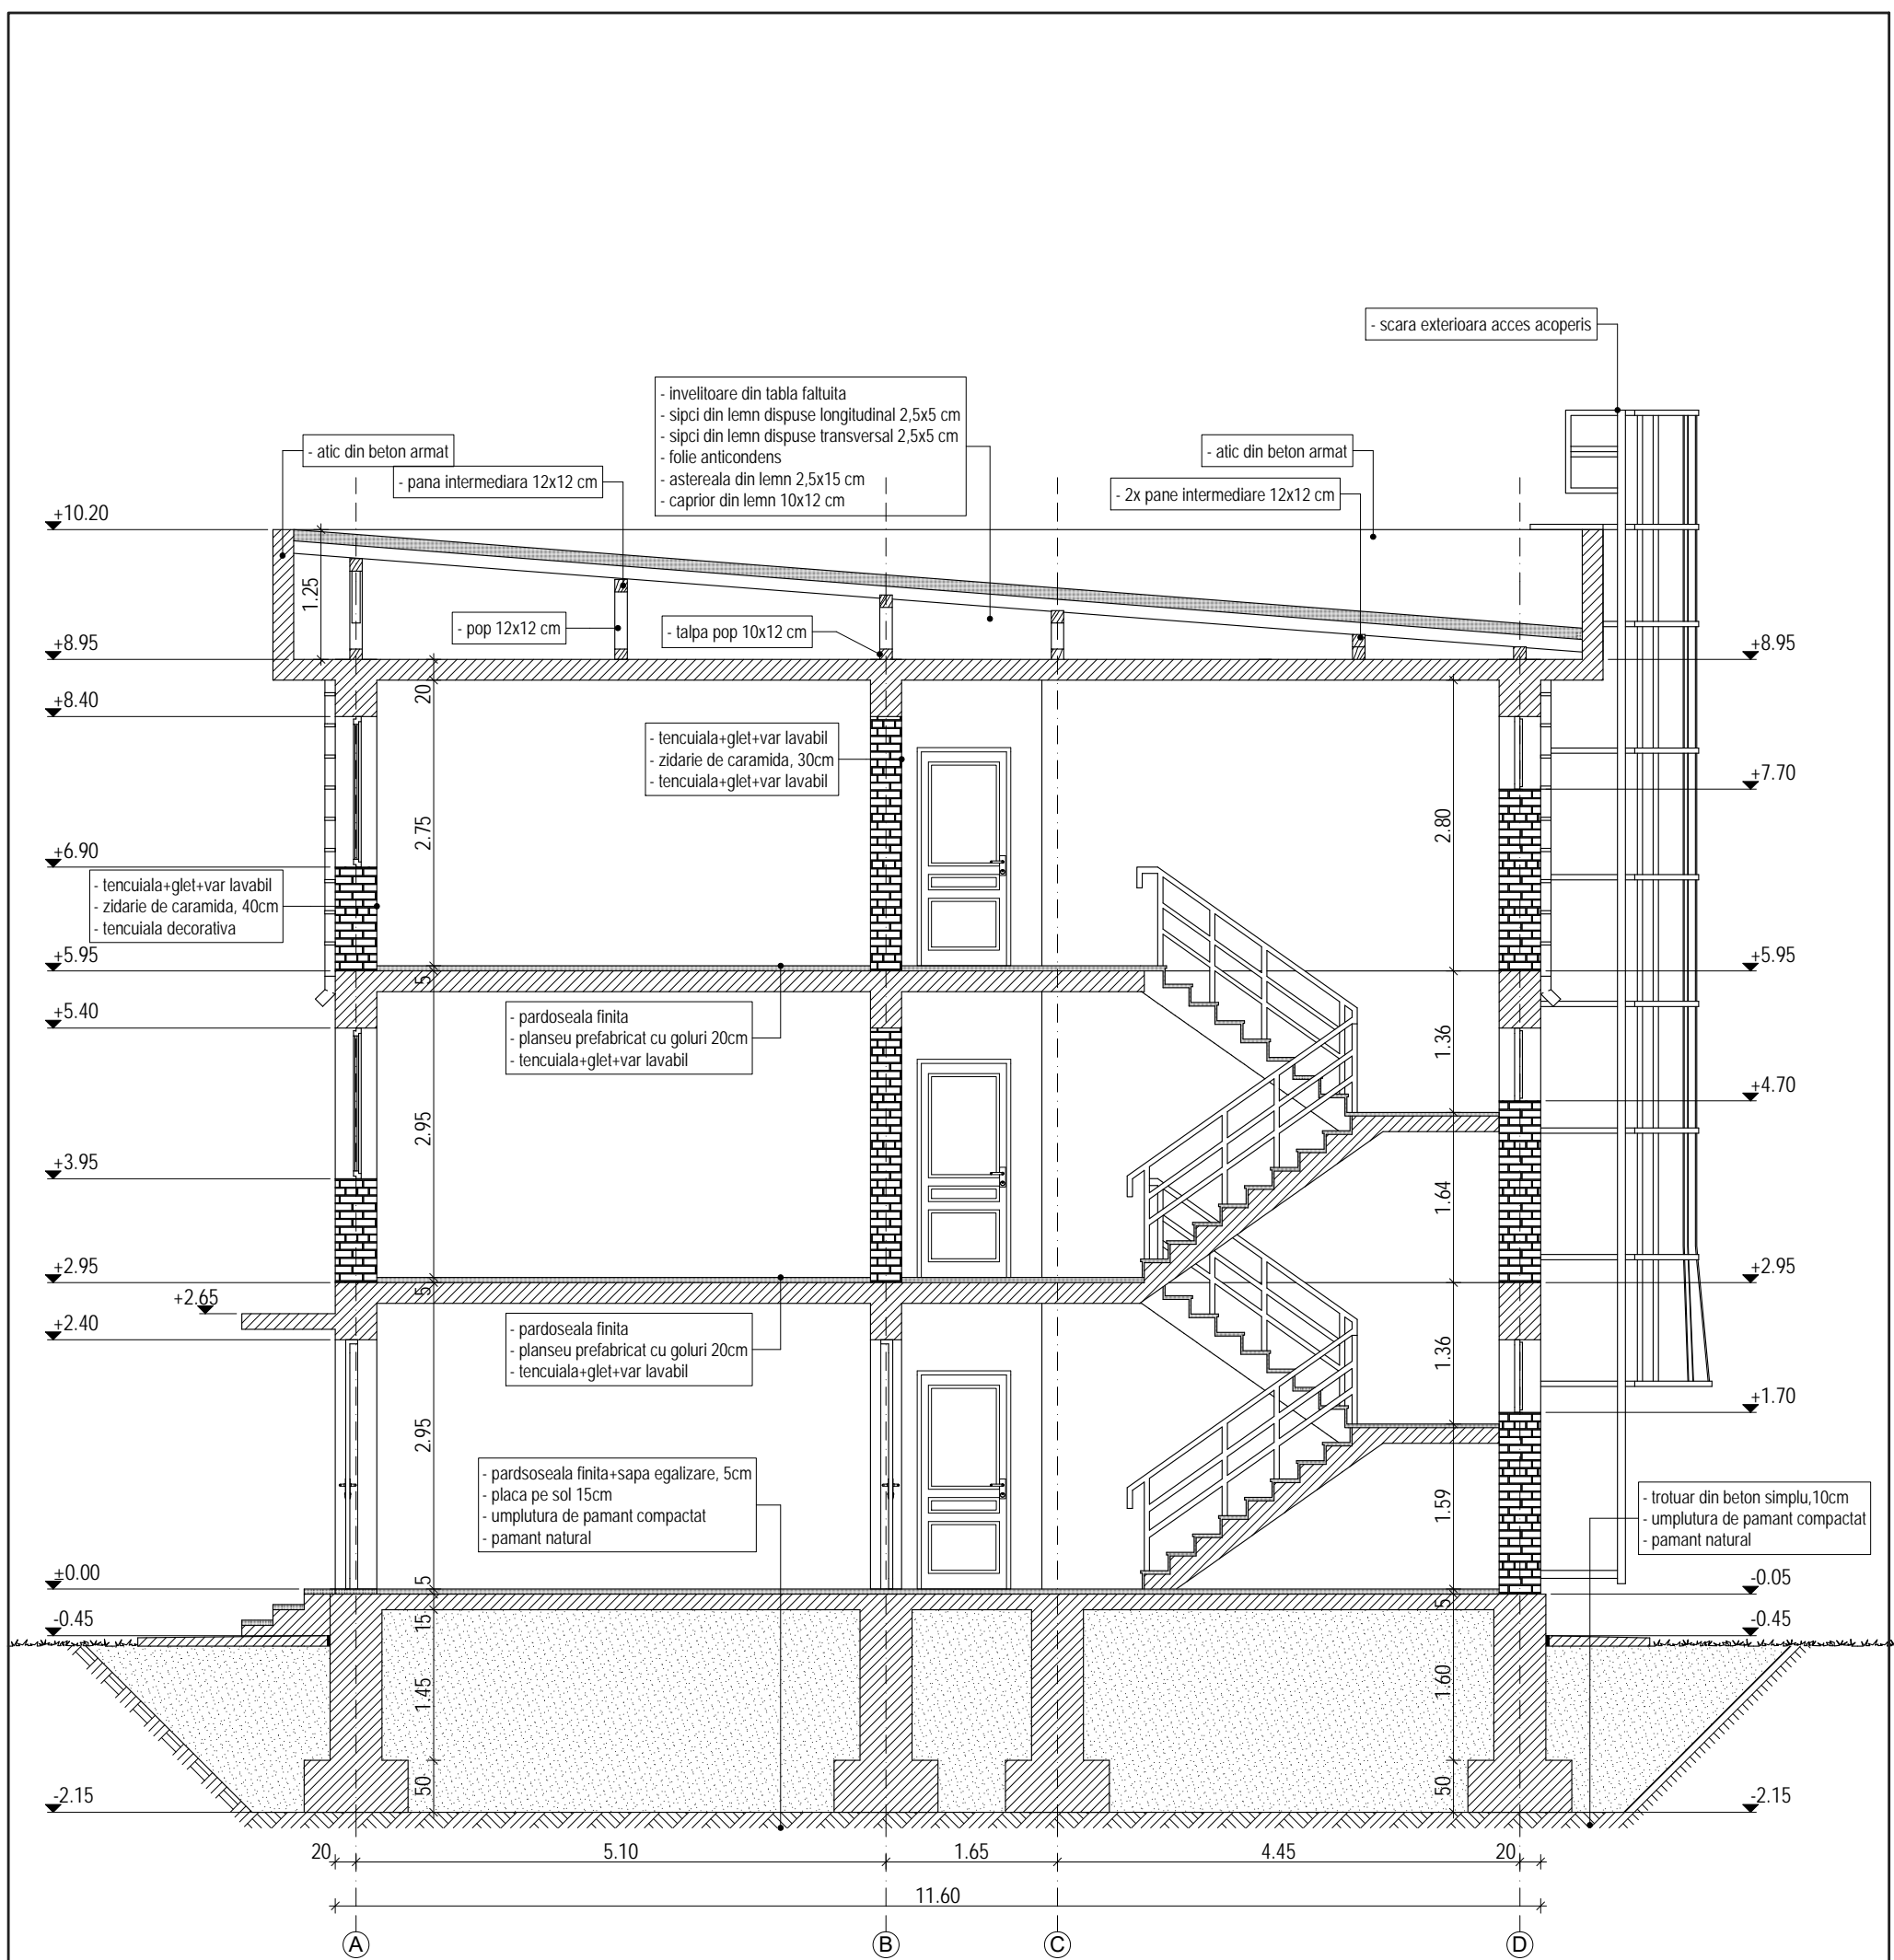 - scara exterioara acces acoperis
- invelitoare din tabla faltuita
- sipci din lemn dispuse longitudinal 2,5x5 cm
- sipci din lemn dispuse transversal 2,5x5 cm
- folie anticondens
- astereala din lemn 2,5x15 cm
- caprior din lemn 10x12 cm
- atic din beton armat
- pana intermediara 12x12 cm
- atic din beton armat
- 2x pane intermediare 12x12 cm
+10.20
1.25
- pop 12x12 cm
- talpa pop 10x12 cm
+8.95
+8.95
20
+8.40
- tencuiala+glet+var lavabil
- zidarie de caramida, 30cm
- tencuiala+glet+var lavabil
+7.70
2.75
2.80
+6.90
- tencuiala+glet+var lavabil
- zidarie de caramida, 40cm
- tencuiala decorativa
+5.95
5
+5.95
+5.40
- pardoseala finita
- planseu prefabricat cu goluri 20cm
- tencuiala+glet+var lavabil
1.36
+4.70
2.95
+3.95
1.64
+2.95
5
+2.95
+2.65
+2.40
- pardoseala finita
- planseu prefabricat cu goluri 20cm
- tencuiala+glet+var lavabil
1.36
+1.70
2.95
- pardsoseala finita+sapa egalizare, 5cm
- placa pe sol 15cm
- umplutura de pamant compactat
- pamant natural
1.59
- trotuar din beton simplu,10cm
- umplutura de pamant compactat
- pamant natural
±0.00
5
-0.05
5
-0.45
15
-0.45
1.45
1.60
50
50
-2.15
-2.15
20
5.10
1.65
4.45
20
11.60
A
B
C
D